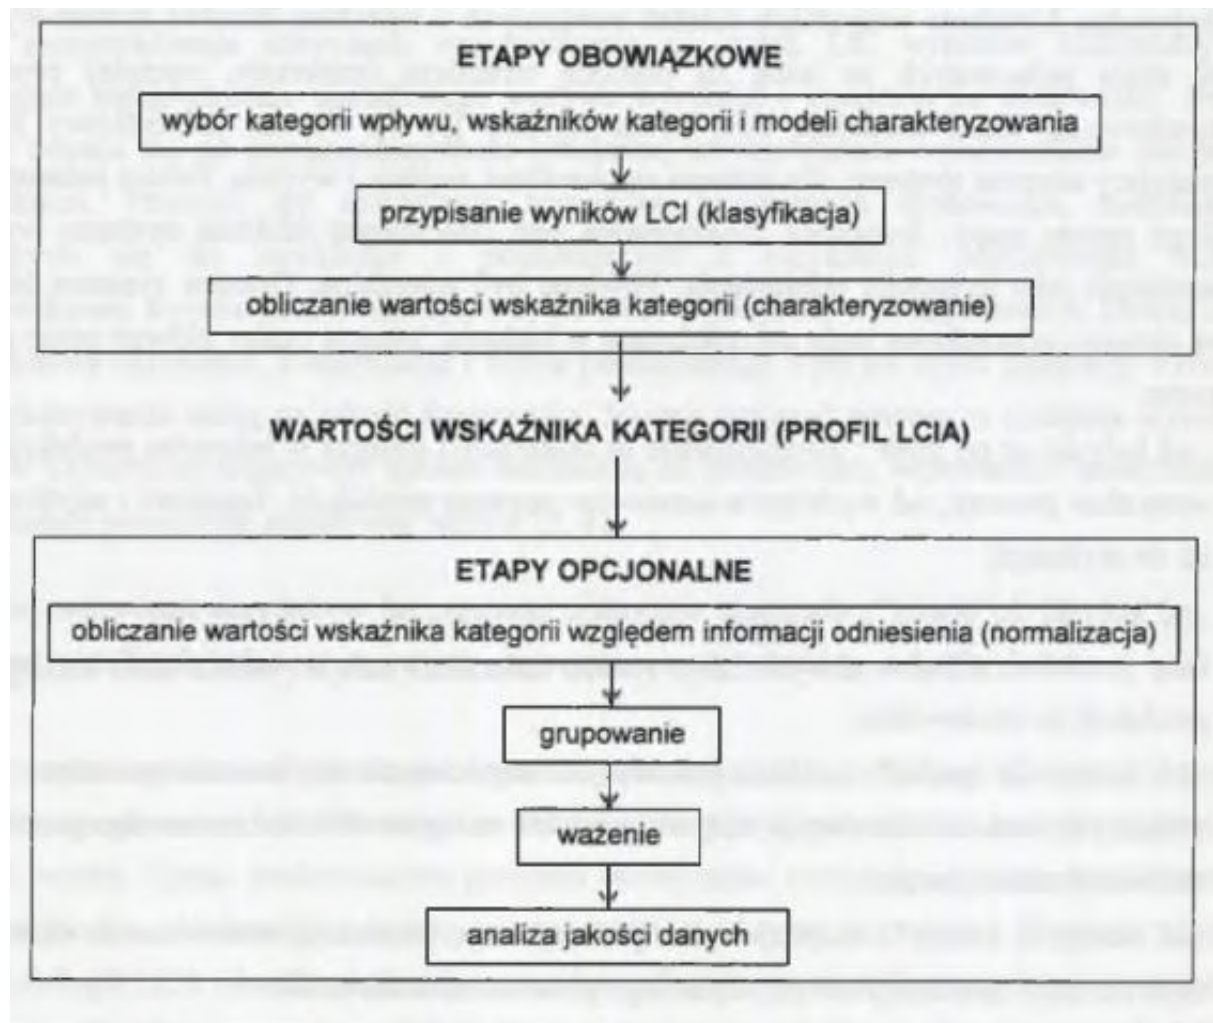 ETAPY OBOWIĄZKOWE
wybór kategorii wpływu, wskaźników kategorii i modeli charakteryzowania
przypisanie wyników LCI (klasyfikacja)
obliczanie wartości wskaźnika kategorii (charakteryzowanie)
WARTOŚCI WSKAŹNIKA KATEGORII (PROFIL LCIA)
ETAPY OPCJONALNE
obliczanie wartości wskaźnika kategorii względem informacji odniesienia (normalizacja)
grupowanie
ważenie
analiza jakości danych